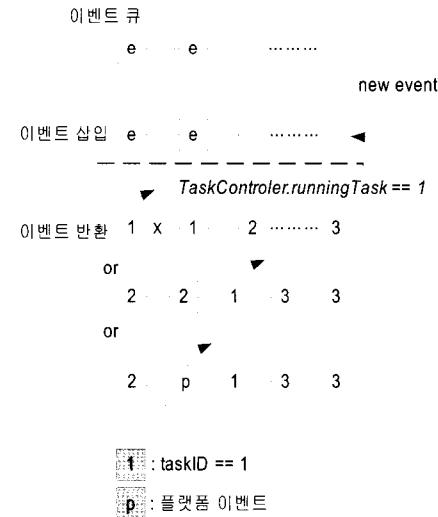 이벤트 큐
e e ………
new event
이벤트 삽입 e e ………
TaskControler.runningTask == 1
이벤트 반환 1 x 1 2 ……… 3
or
2 2 1 3 3
or
2 p 1 3 3
1 : taskID == 1
p : 플랫폼 이벤트